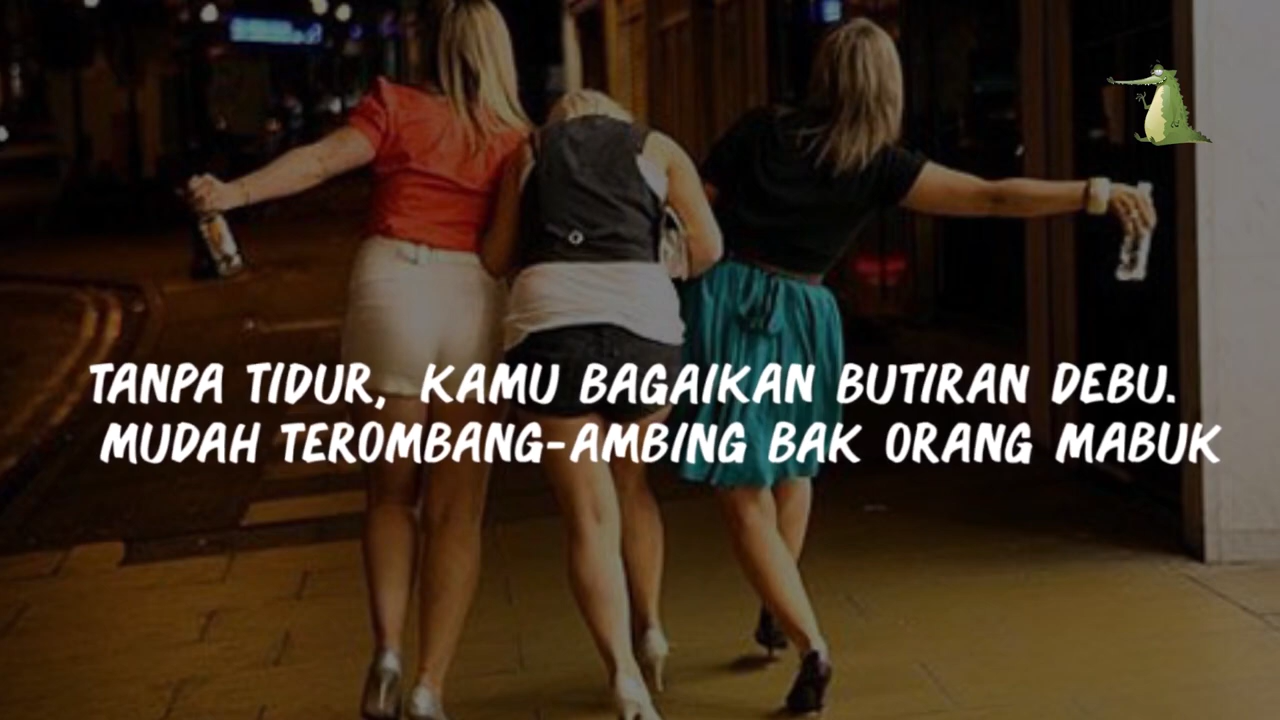 TANPA TIDUR, KAMU BAGAIKAN BUTIRAN DEBU.
MUDAH TEROMBANG-AMBING BAK ORANG MABUK